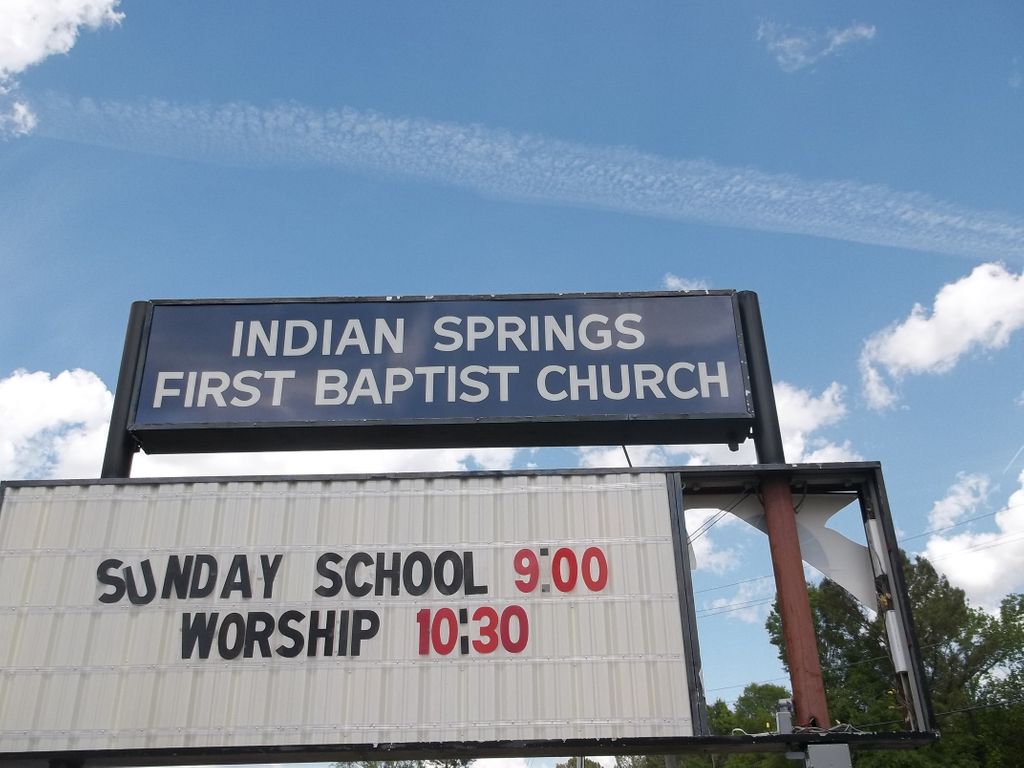 INDIAN SPRINGS
FIRST BAPTIST CHURCH
SUNDAY SCHOOL 9:00
WORSHIP 10:30